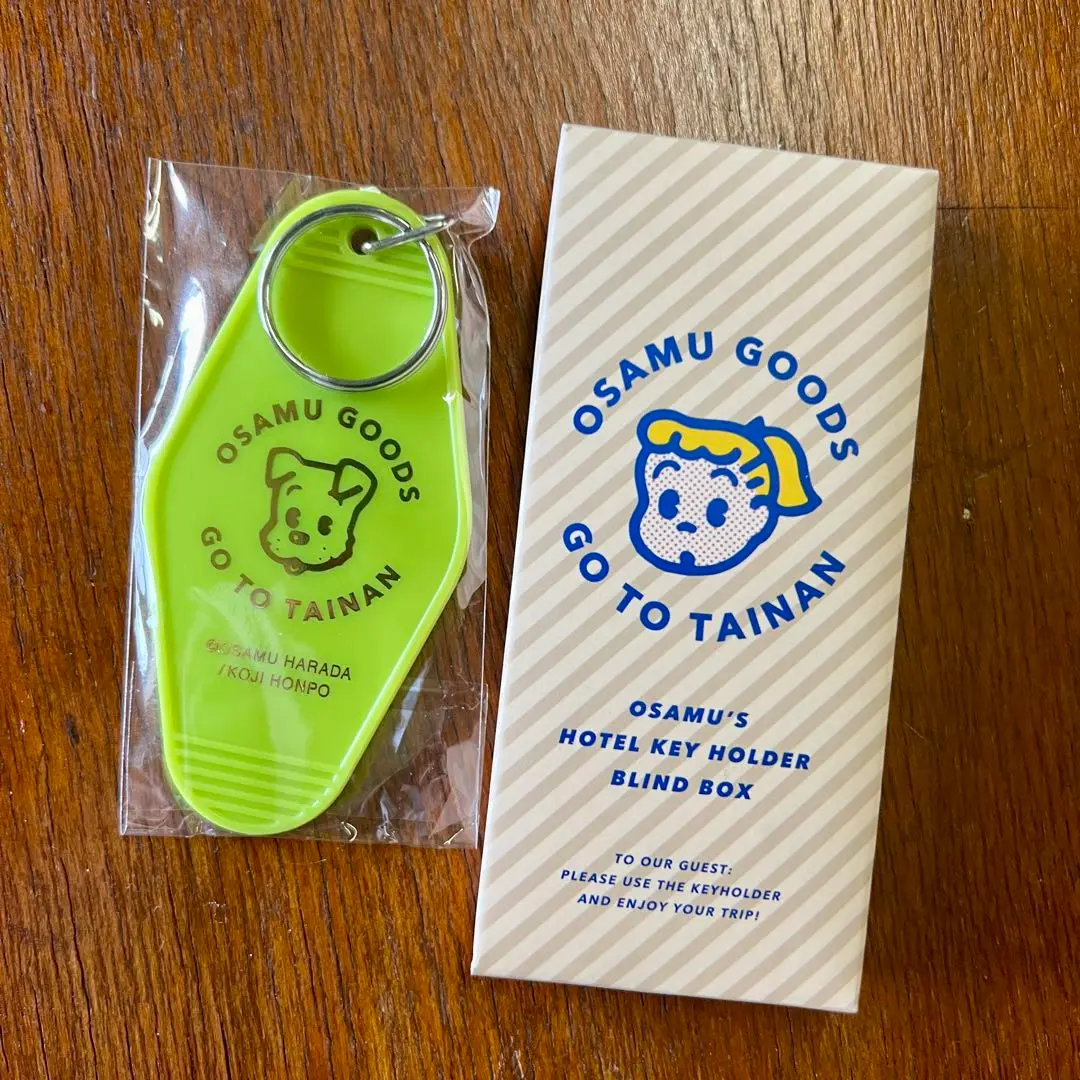 OSAMU GOODS
GO TO TAINAN
©OSAMU HARADA
/KOJI HONPO
OSAMU GOODS
GO TO TAINAN
OSAMU'S
HOTEL KEY HOLDER
BLIND BOX
TO OUR GUEST:
PLEASE USE THE KEYHOLDER
AND ENJOY YOUR TRIP!